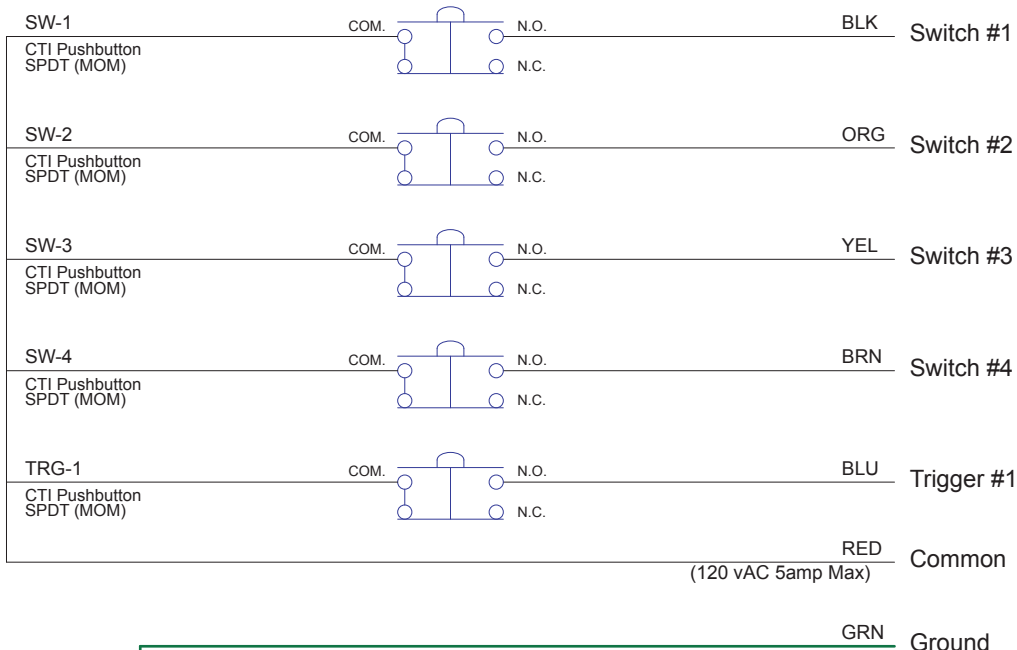 SW-1 COM. N.O. BLK Switch #1
CTI Pushbutton
SPDT (MOM) N.C.
SW-2 COM. N.O. ORG Switch #2
CTI Pushbutton
SPDT (MOM) N.C.
SW-3 COM. N.O. YEL Switch #3
CTI Pushbutton
SPDT (MOM) N.C.
SW-4 COM. N.O. BRN Switch #4
CTI Pushbutton
SPDT (MOM) N.C.
TRG-1 COM. N.O. BLU Trigger #1
CTI Pushbutton
SPDT (MOM) N.C.
RED Common
(120 vAC 5amp Max)
GRN Ground